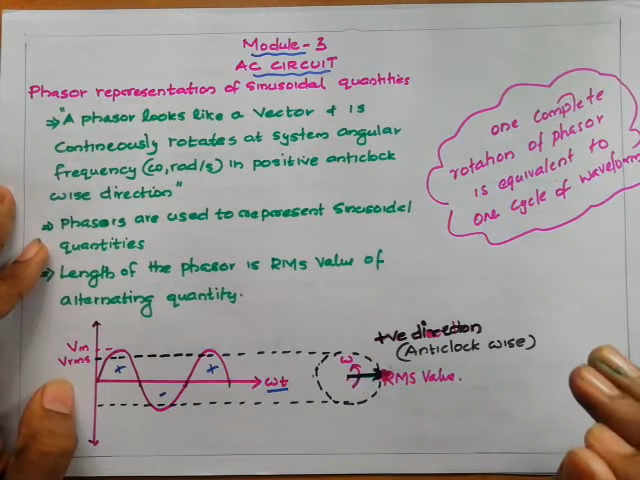 Module - 3
AC CIRCUIT
Phasor representation of sinusoidal quantities
⇒ "A phasor looks like a vector & is
continuously rotates at system angular
frequency (ω, rad/s) in positive anticlock
wise direction"
⇒ Phasors are used to represent sinusoidal
quantities
⇒ Length of the phasor is RMS value of
alternating quantity.
one complete
rotation of phasor
is equivalent to
one cycle of waveform
+ve direction
(Anticlock wise)
Vm
Vrms
+
+
-
ωt
ω
RMS Value.